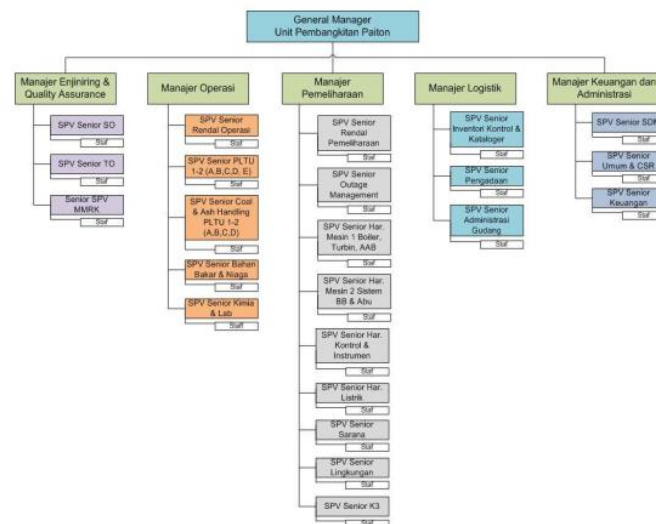 General Manager
Unit Pembangkitan Paiton
Manajer Enjiniring &
Quality Assurance
SPV Senior SO
Staf
SPV Senior TO
Staf
Senior SPV
MMRK
Staf
Manajer Operasi
SPV Senior
Rendal Operasi
Staf
SPV Senior PLTU
1-2 (A,B,C,D, E)
Staf
SPV Senior Coal
& Ash Handling
PLTU 1-2
(A,B,C,D)
Staf
SPV Senior Bahan
Bakar & Niaga
Staf
SPV Senior Kimia
& Lab
Staff
Manajer
Pemeliharaan
SPV Senior
Rendal
Pemeliharaan
Staf
SPV Senior
Outage
Management
Staf
SPV Senior Har.
Mesin 1 Boiler,
Turbin, AAB
Staf
SPV Senior Har.
Mesin 2 Sistem
BB & Abu
Staf
SPV Senior Har.
Kontrol &
Instrumen
Staf
SPV Senior Har.
Listrik
Staf
SPV Senior
Sarana
Staf
SPV Senior
Lingkungan
Staf
SPV Senior K3
Staf
Manajer Logistik
SPV Senior
Inventori Kontrol &
Kataloger
Staf
SPV Senior
Pengadaan
Staf
SPV Senior
Administrasi
Gudang
Staf
Manajer Keuangan dan
Administrasi
SPV Senior SDM
Staf
SPV Senior
Umum & CSR
Staf
SPV Senior
Keuangan
Staf